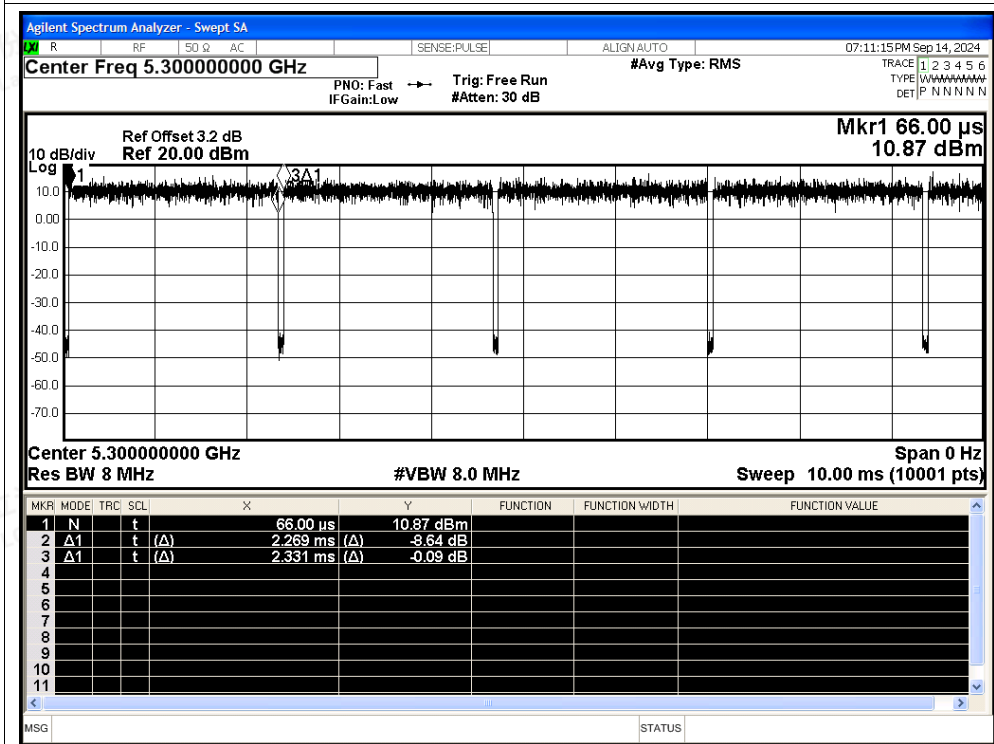 Agilent Spectrum Analyzer - Swept SA
LXI R RF 50 Ω AC SENSE:PULSE ALIGN AUTO 07:11:15 PM Sep 14, 2024
Center Freq 5.300000000 GHz #Avg Type: RMS TRACE 1 2 3 4 5 6
PNO: Fast Trig: Free Run TYPE W
IFGain:Low #Atten: 30 dB DET P N N N N N
Mkr1 66.00 µs
Ref Offset 3.2 dB
10 dB/div Ref 20.00 dBm 10.87 dBm
Log
1 3Δ1
10.0
0.00
-10.0
-20.0
-30.0
-40.0
-50.0
-60.0
-70.0
Center 5.300000000 GHz Span 0 Hz
Res BW 8 MHz #VBW 8.0 MHz Sweep 10.00 ms (10001 pts)
MKR MODE TRC SCL X Y FUNCTION FUNCTION WIDTH FUNCTION VALUE
1 N t 66.00 µs 10.87 dBm
2 Δ1 t (Δ) 2.269 ms (Δ) -8.64 dB
3 Δ1 t (Δ) 2.331 ms (Δ) -0.09 dB
4
5
6
7
8
9
10
11
MSG STATUS